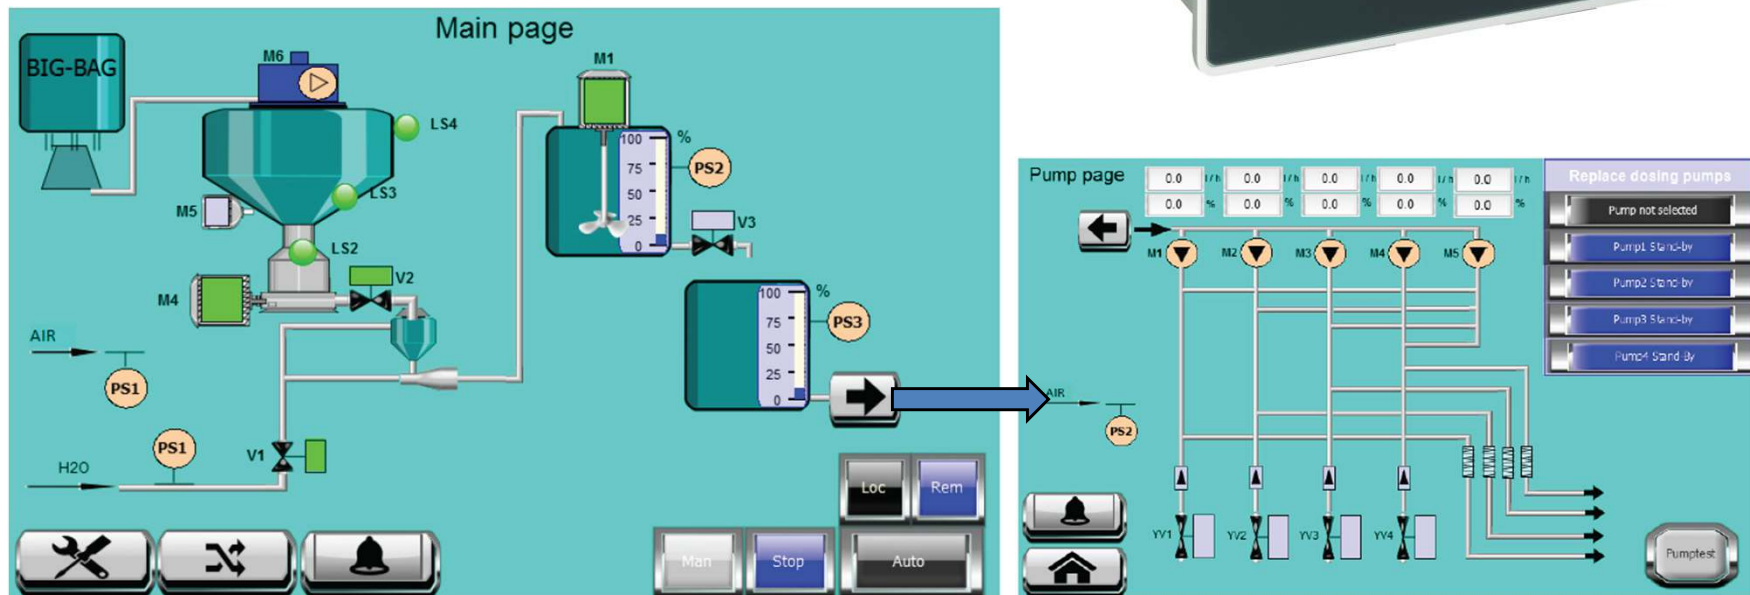 Main page
BIG-BAG
M6
LS4
LS3
M5
LS2
M4
V2
AIR
PS1
PS1
H2O
V1
M1
%
100
75
50
25
0
PS2
V3
%
100
75
50
25
0
PS3
Loc
Rem
Man
Stop
Auto
Pump page
0.0 l/h 0.0 l/h 0.0 l/h 0.0 l/h 0.0 l/h
0.0 % 0.0 % 0.0 % 0.0 % 0.0 %
M1 M2 M3 M4 M5
AIR
PS2
YV1 YV2 YV3 YV4
Replace dosing pumps
Pump not selected
Pump1 Stand-by
Pump2 Stand-by
Pump3 Stand-by
Pump4 Stand-By
Pumptest